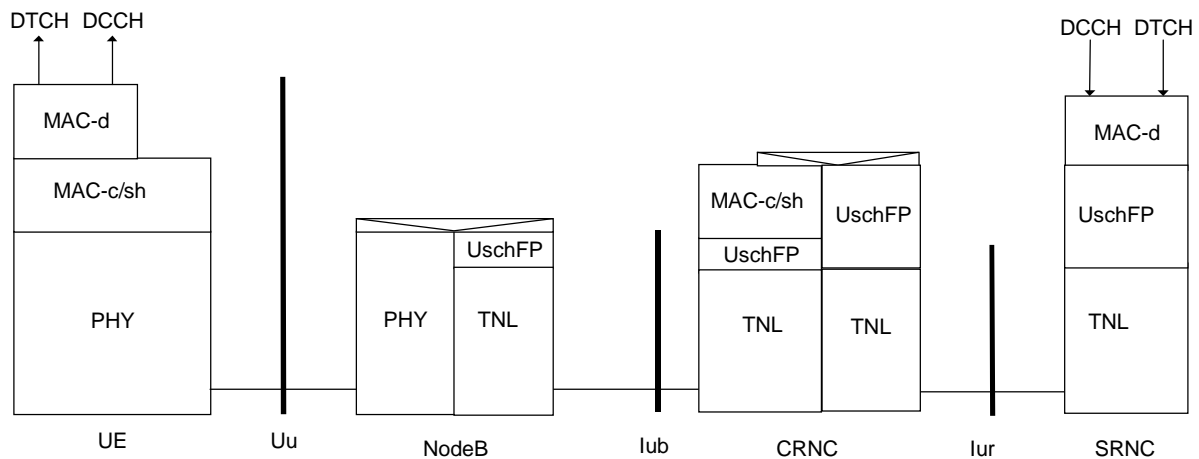 DTCH DCCH
DCCH DTCH
MAC-d
MAC-d
MAC-c/sh
MAC-c/sh
UschFP
UschFP
UschFP
UschFP
PHY
PHY
TNL
TNL
TNL
TNL
UE
Uu
NodeB
Iub
CRNC
Iur
SRNC